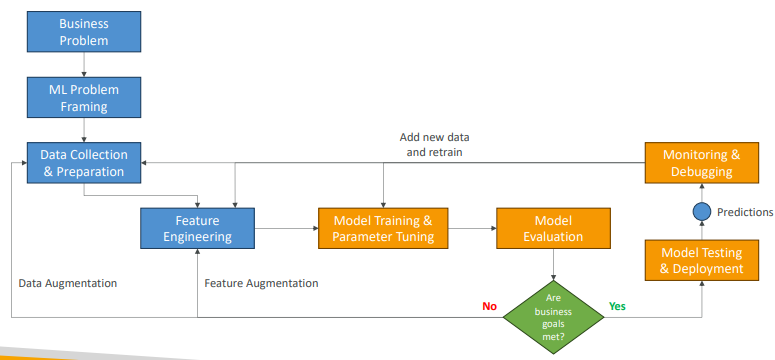 Business
Problem
ML Problem
Framing
Data Collection
& Preparation
Add new data
and retrain
Monitoring &
Debugging
Feature
Engineering
Model Training &
Parameter Tuning
Model
Evaluation
Predictions
Model Testing
& Deployment
Data Augmentation
Feature Augmentation
No
Are
business
goals
met?
Yes